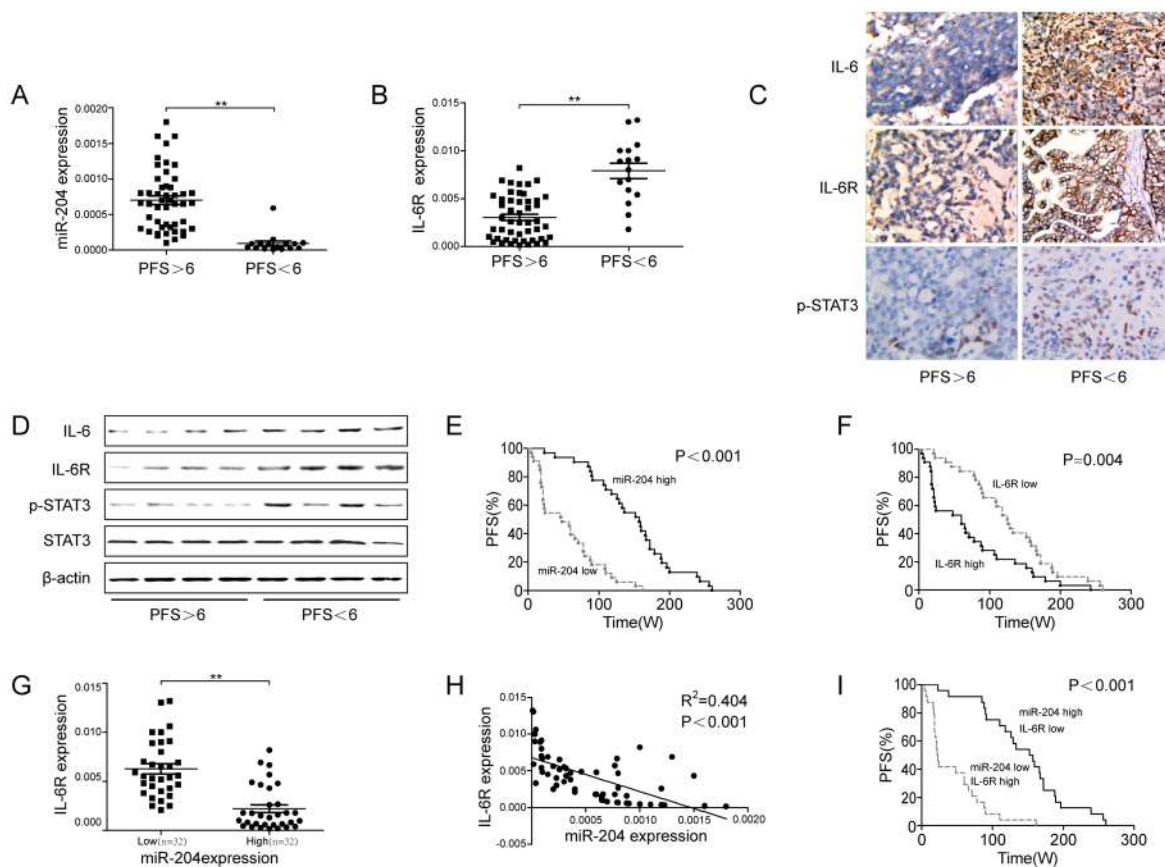 A
miR-204 expression
0.0020
0.0015
0.0010
0.0005
0.0000
**
PFS>6
PFS<6
B
IL-6R expression
0.015
0.010
0.005
0.000
**
PFS>6
PFS<6
C
IL-6
IL-6R
p-STAT3
PFS>6
PFS<6
D
IL-6
IL-6R
p-STAT3
STAT3
β-actin
PFS>6
PFS<6
E
PFS(%)
100
80
60
40
20
0
P<0.001
miR-204 high
miR-204 low
0
100
200
300
Time(W)
F
PFS(%)
100
80
60
40
20
0
P=0.004
IL-6R low
IL-6R high
0
100
200
300
Time(W)
G
IL-6R expression
0.015
0.010
0.005
0.000
**
Low(n=32)
High(n=32)
miR-204expression
H
IL-6R expression
0.015
0.010
0.005
0.000
-0.005
R²=0.404
P<0.001
0.0005
0.0010
0.0015
0.0020
miR-204 expression
I
PFS(%)
100
80
60
40
20
0
P<0.001
miR-204 high
IL-6R low
miR-204 low
IL-6R high
0
100
200
300
Time(W)